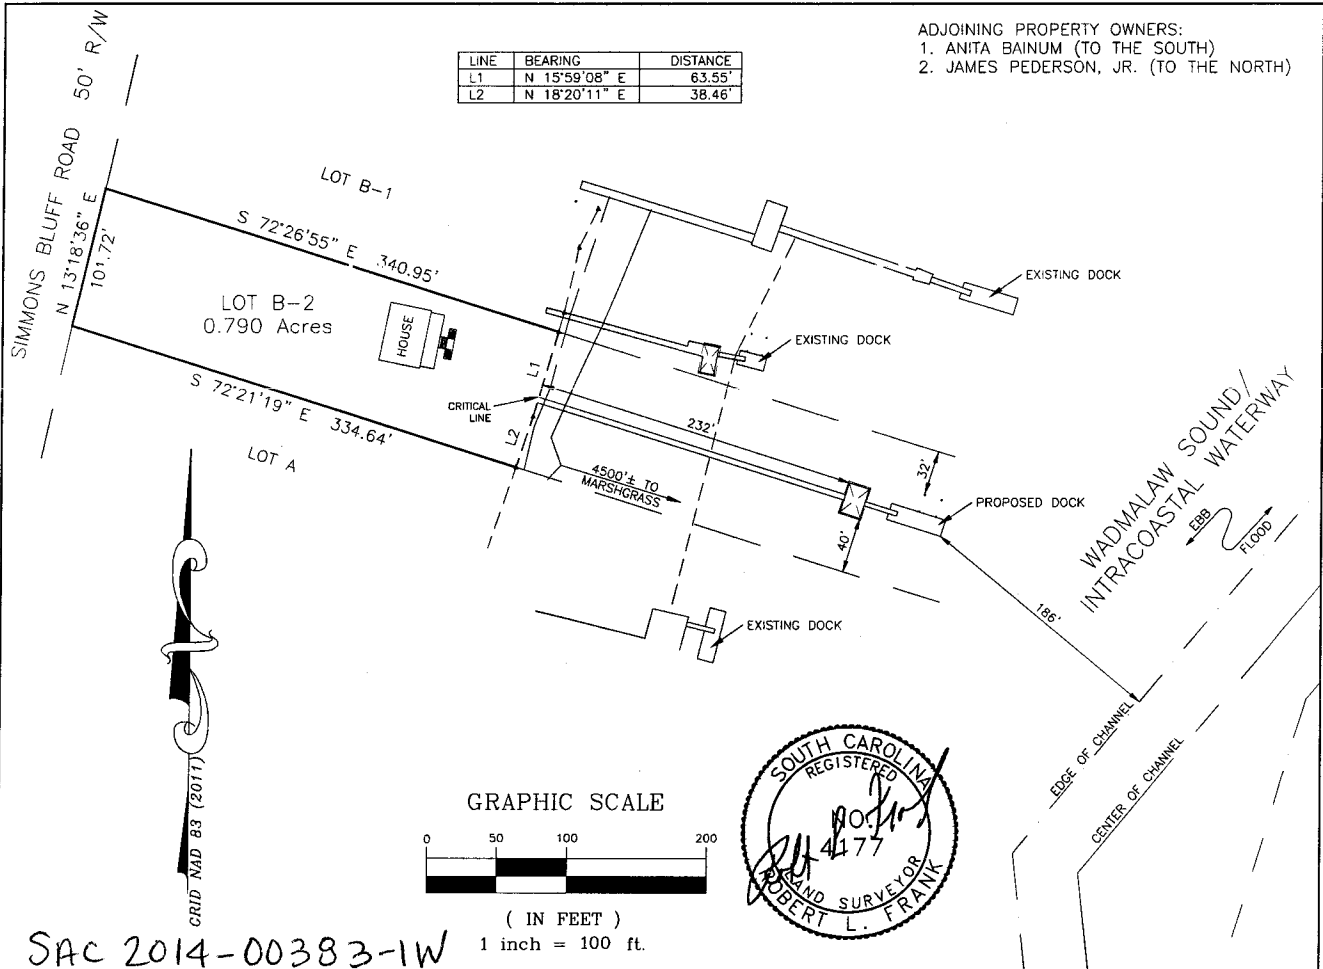 ADJOINING PROPERTY OWNERS:
1. ANITA BAINUM (TO THE SOUTH)
2. JAMES PEDERSON, JR. (TO THE NORTH)
LINE BEARING DISTANCE
L1 N 15°59'08" E 63.55'
L2 N 18°20'11" E 38.46'
SIMMONS BLUFF ROAD 50' R/W
N 13°18'36" E
101.72'
LOT B-1
S 72°26'55" E 340.95'
LOT B-2
0.790 Acres
HOUSE
S 72°21'19" E 334.64'
LOT A
L1
CRITICAL
LINE
L2
EXISTING DOCK
EXISTING DOCK
232'
4500'± TO
MARSHGRASS
32'
PROPOSED DOCK
40'
EXISTING DOCK
186'
WADMALAW SOUND/
INTRACOASTAL WATERWAY
EBB
FLOOD
EDGE OF CHANNEL
CENTER OF CHANNEL
GRID NAD 83 (2011)
GRAPHIC SCALE
0 50 100 200
( IN FEET )
1 inch = 100 ft.
SOUTH CAROLINA
REGISTERED
NO.
4177
LAND SURVEYOR
ROBERT L. FRANK
SAC 2014-00383-1W